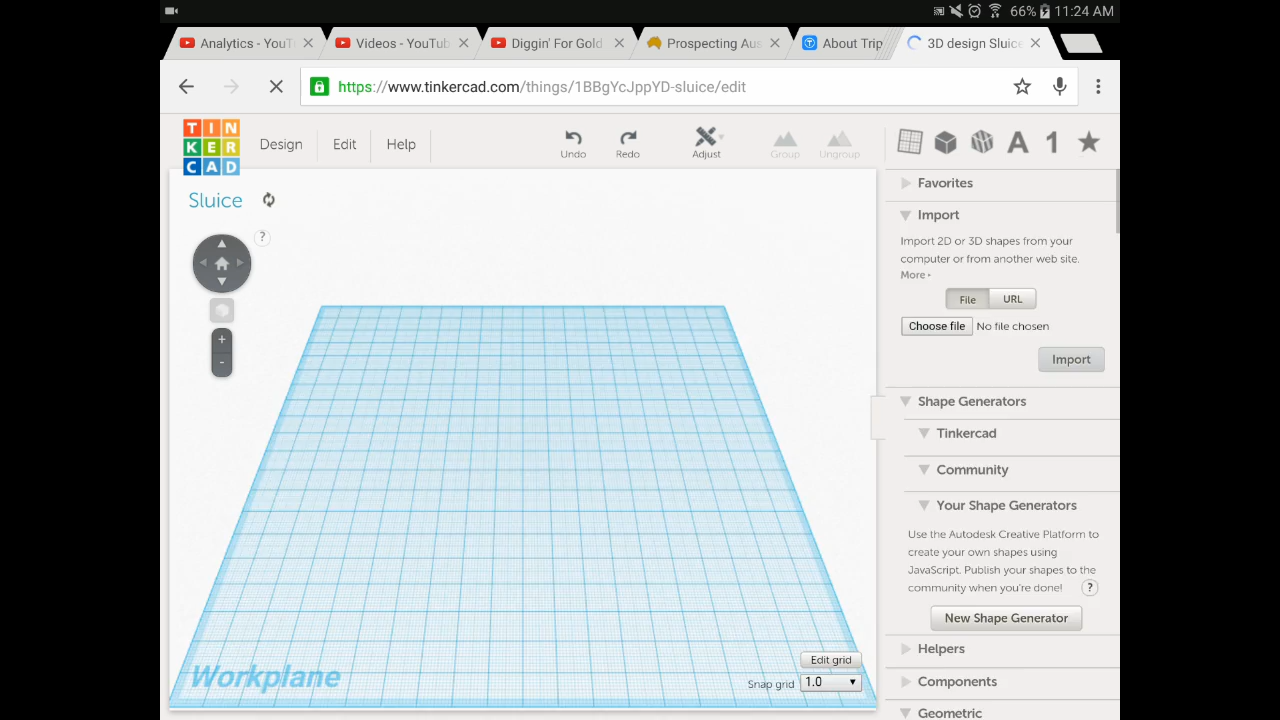 66% 11:24 AM
Analytics - YouT
Videos - YouTub
Diggin' For Gold
Prospecting Aus
About Trip
3D design Sluice
https://www.tinkercad.com/things/1BBgYcJppYD-sluice/edit
TIN
KER
CAD
Design
Edit
Help
Undo
Redo
Adjust
Group
Ungroup
A
1
Sluice
?
+
-
Workplane
Edit grid
Snap grid
1.0
Favorites
Import
Import 2D or 3D shapes from your
computer or from another web site.
More
File
URL
Choose file
No file chosen
Import
Shape Generators
Tinkercad
Community
Your Shape Generators
Use the Autodesk Creative Platform to
create your own shapes using
JavaScript. Publish your shapes to the
community when you're done!
?
New Shape Generator
Helpers
Components
Geometric